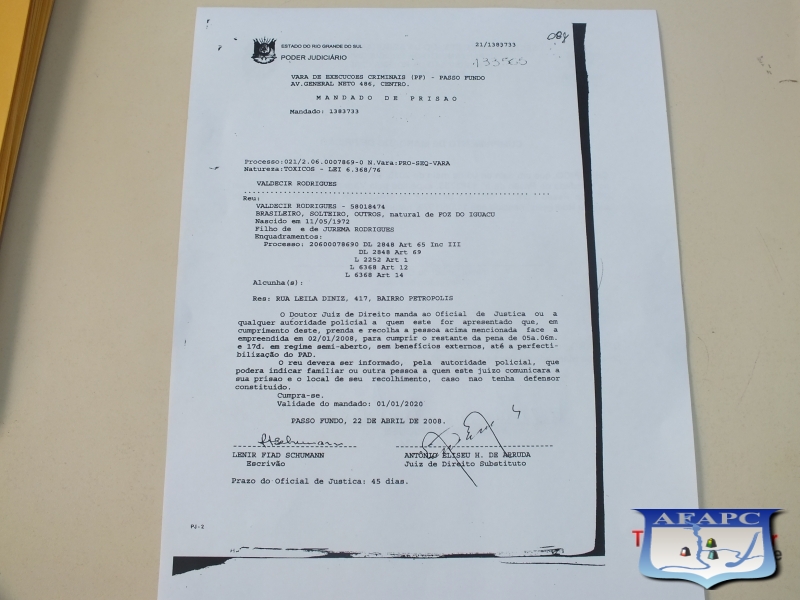 084
ESTADO DO RIO GRANDE DO SUL
21/1383733
PODER JUDICIÁRIO
VARA DE EXECUCOES CRIMINAIS (PF) - PASSO FUNDO
AV.GENERAL NETO 486, CENTRO.
M A N D A D O   D E   P R I S A O
Mandado: 1383733
Processo:021/2.06.0007869-0 N.Vara:PRO-SEQ-VARA
Natureza:TOXICOS - LEI 6.368/76
VALDECIR RODRIGUES
Reu:
VALDECIR RODRIGUES - 58018474
BRASILEIRO, SOLTEIRO, OUTROS, natural de FOZ DO IGUACU
Nascido em 11/05/1972
Filho de e de JUREMA RODRIGUES
Enquadramentos:
Processo: 20600078690 DL 2848 Art 65 Inc III
DL 2848 Art 69
L 2252 Art 1
L 6368 Art 12
L 6368 Art 14
Alcunha(s):
Res: RUA LEILA DINIZ, 417, BAIRRO PETROPOLIS
O Doutor Juiz de Direito manda ao Oficial de Justica ou a
qualquer autoridade policial a quem este for apresentado que, em
cumprimento deste, prenda e recolha a pessoa acima mencionada face a
empreendida em 02/01/2008, para cumprir o restante da pena de 05a.06m.
e 17d. em regime semi-aberto, sem benefícios externos, até a perfecti-
bilização do PAD.
O reu devera ser informado, pela autoridade policial, que
podera indicar familiar ou outra pessoa a quem este juizo comunicara a
sua prisao e o local de seu recolhimento, caso nao tenha defensor
constituido.
Cumpra-se.
Validade do mandado: 01/01/2020
PASSO FUNDO, 22 DE ABRIL DE 2008.
LENIR FIAD SCHUMANN
Escrivão
ANTÔNIO ELISEU H. DE ARRUDA
Juiz de Direito Substituto
Prazo do Oficial de Justica: 45 dias.
PJ-2
AFAPC